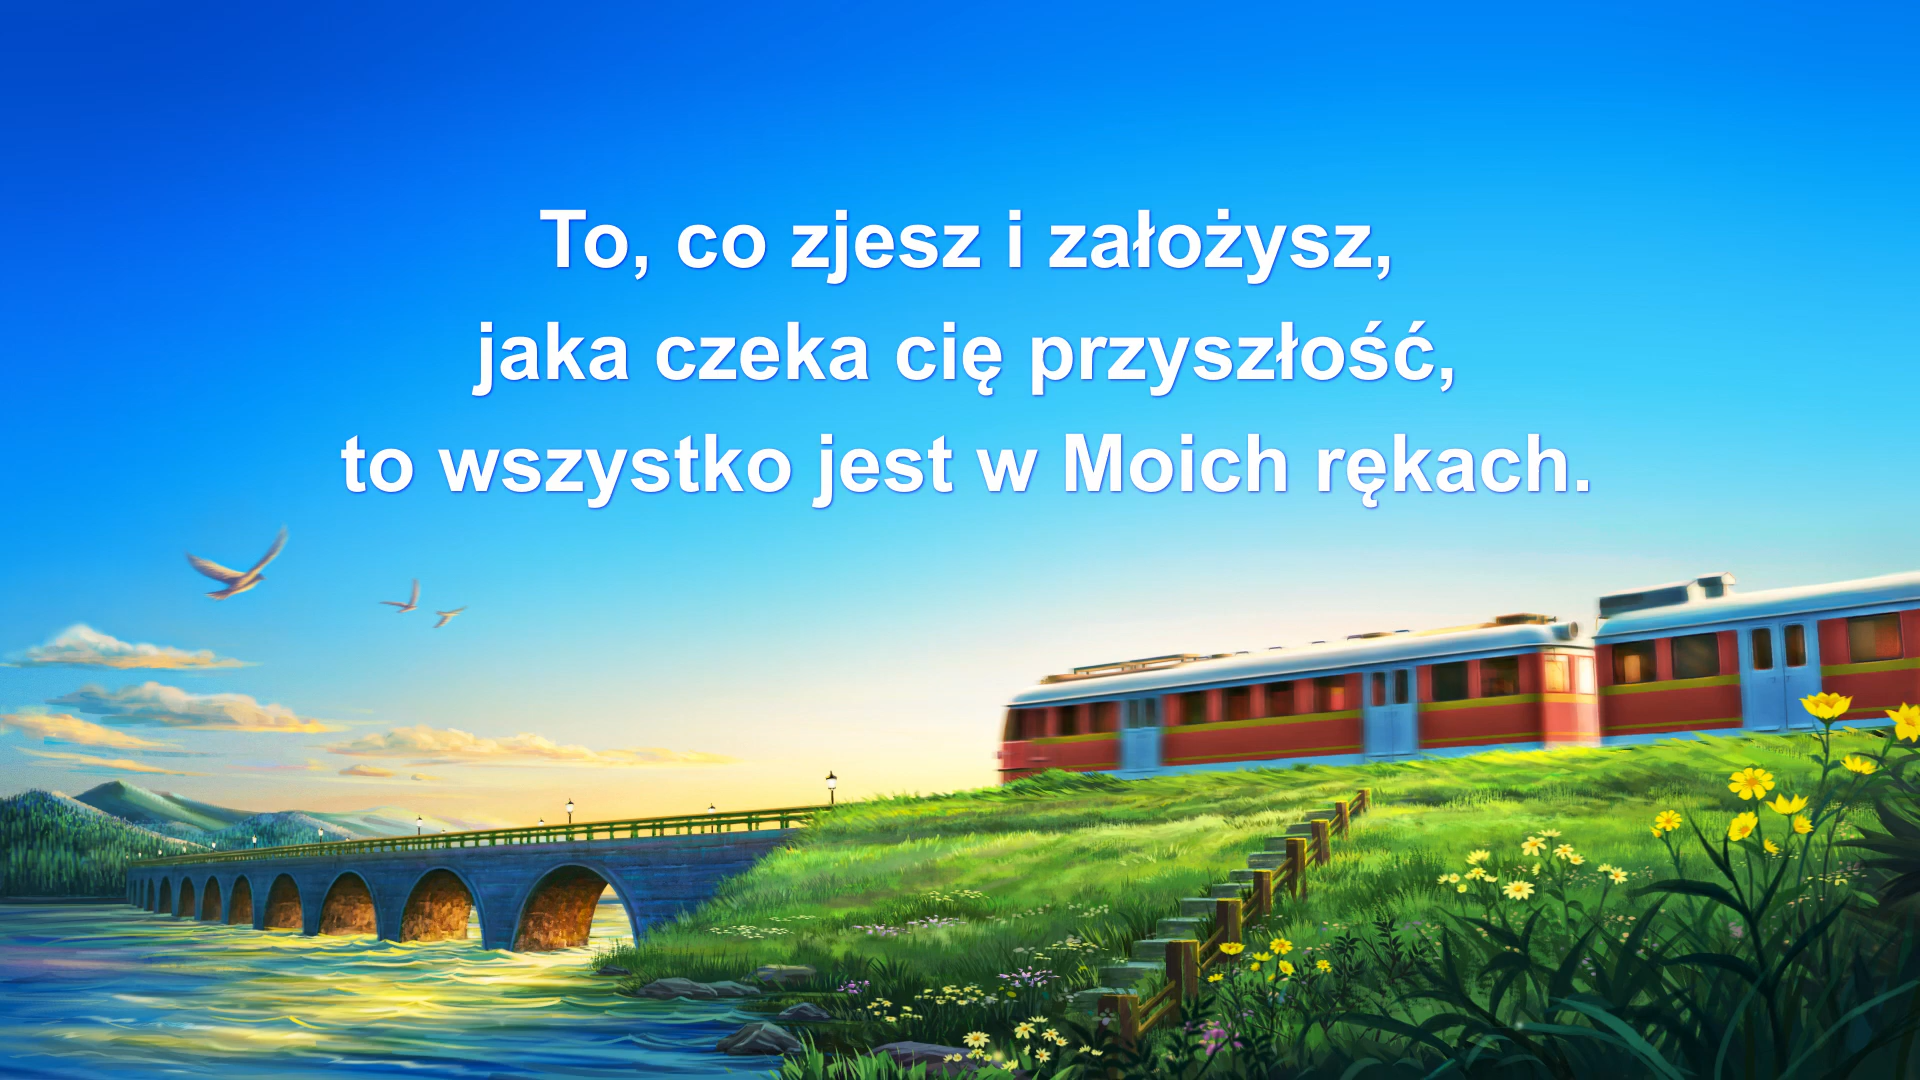 To, co zjesz i założysz,
jaka czeka cię przyszłość,
to wszystko jest w Moich rękach.